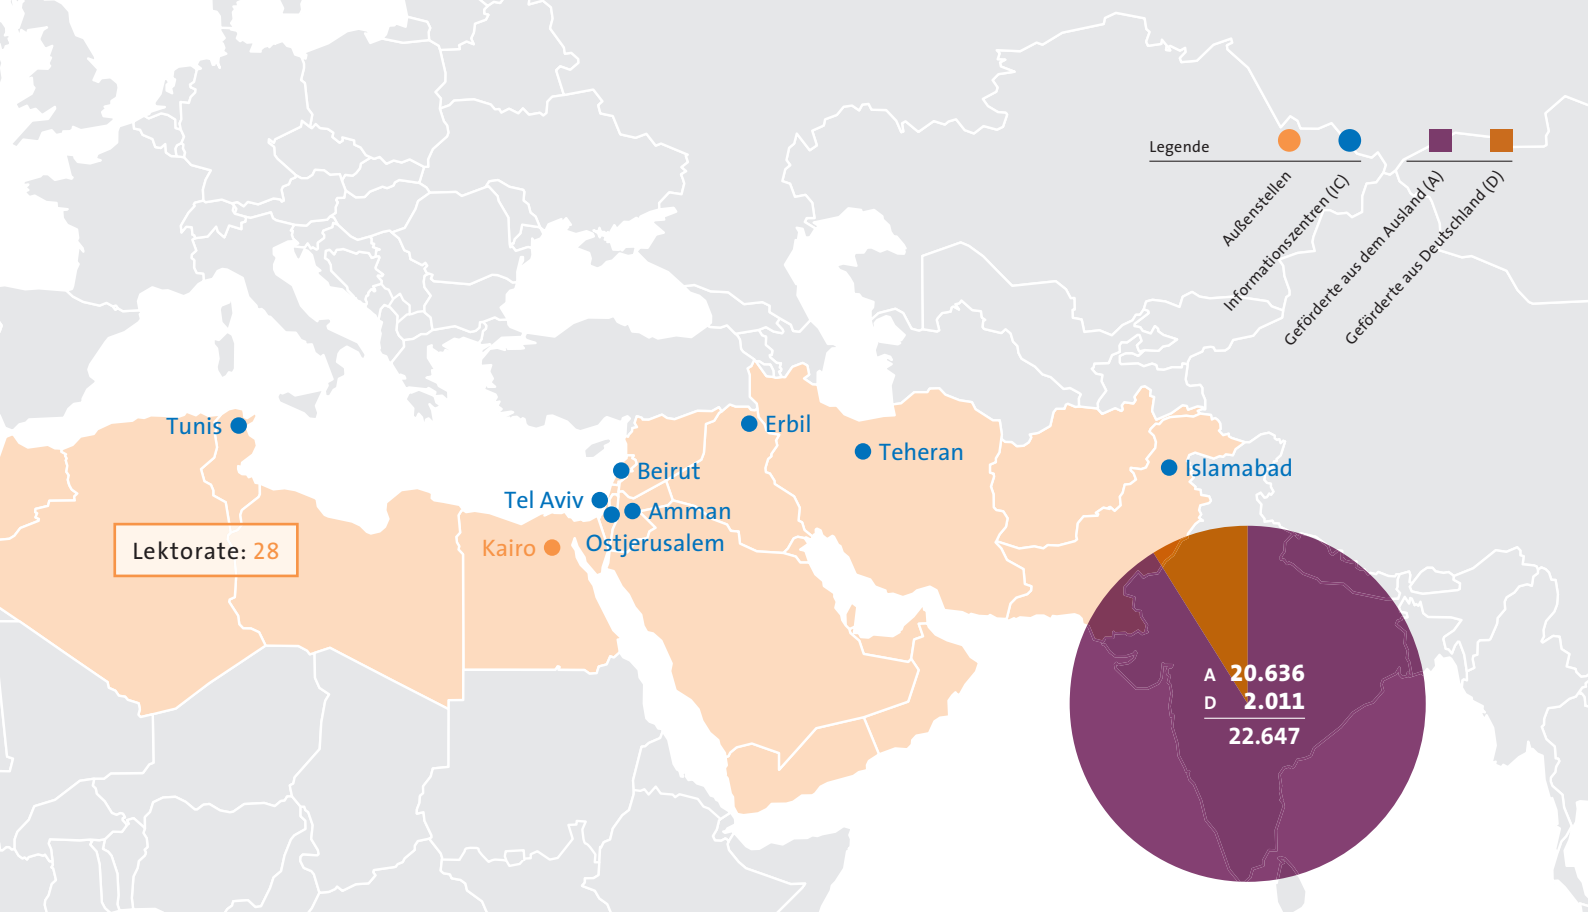 Legende
Außenstellen
Informationszentren (IC)
Geförderte aus dem Ausland (A)
Geförderte aus Deutschland (D)
Tunis
Erbil
Teheran
Beirut
Islamabad
Tel Aviv
Amman
Ostjerusalem
Kairo
Lektorate: 28
A 20.636
D 2.011
22.647